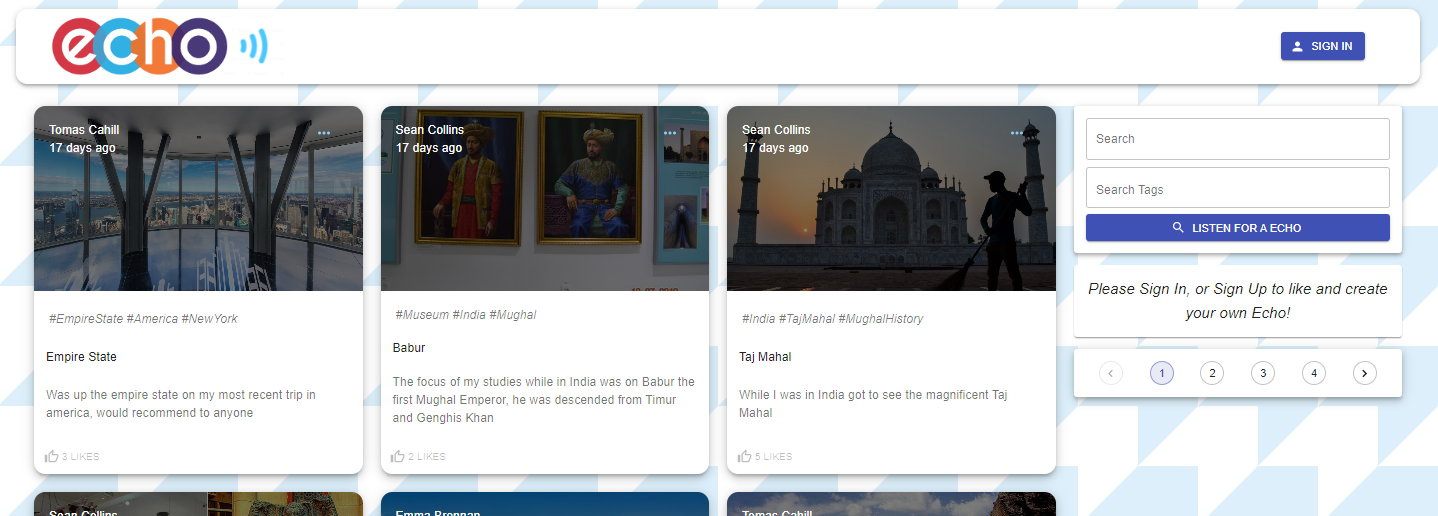 echo
SIGN IN
Tomas Cahill
17 days ago
#EmpireState #America #NewYork
Empire State
Was up the empire state on my most recent trip in
america, would recommend to anyone
3 LIKES
Sean Collins
17 days ago
#Museum #India #Mughal
Babur
The focus of my studies while in India was on Babur the
first Mughal Emperor, he was descended from Timur
and Genghis Khan
2 LIKES
Sean Collins
17 days ago
#India #TajMahal #MughalHistory
Taj Mahal
While I was in India got to see the magnificent Taj
Mahal
5 LIKES
Search
Search Tags
LISTEN FOR A ECHO
Please Sign In, or Sign Up to like and create
your own Echo!
1 2 3 4
Sean Collins
Emma Brennan
Tomas Cahill